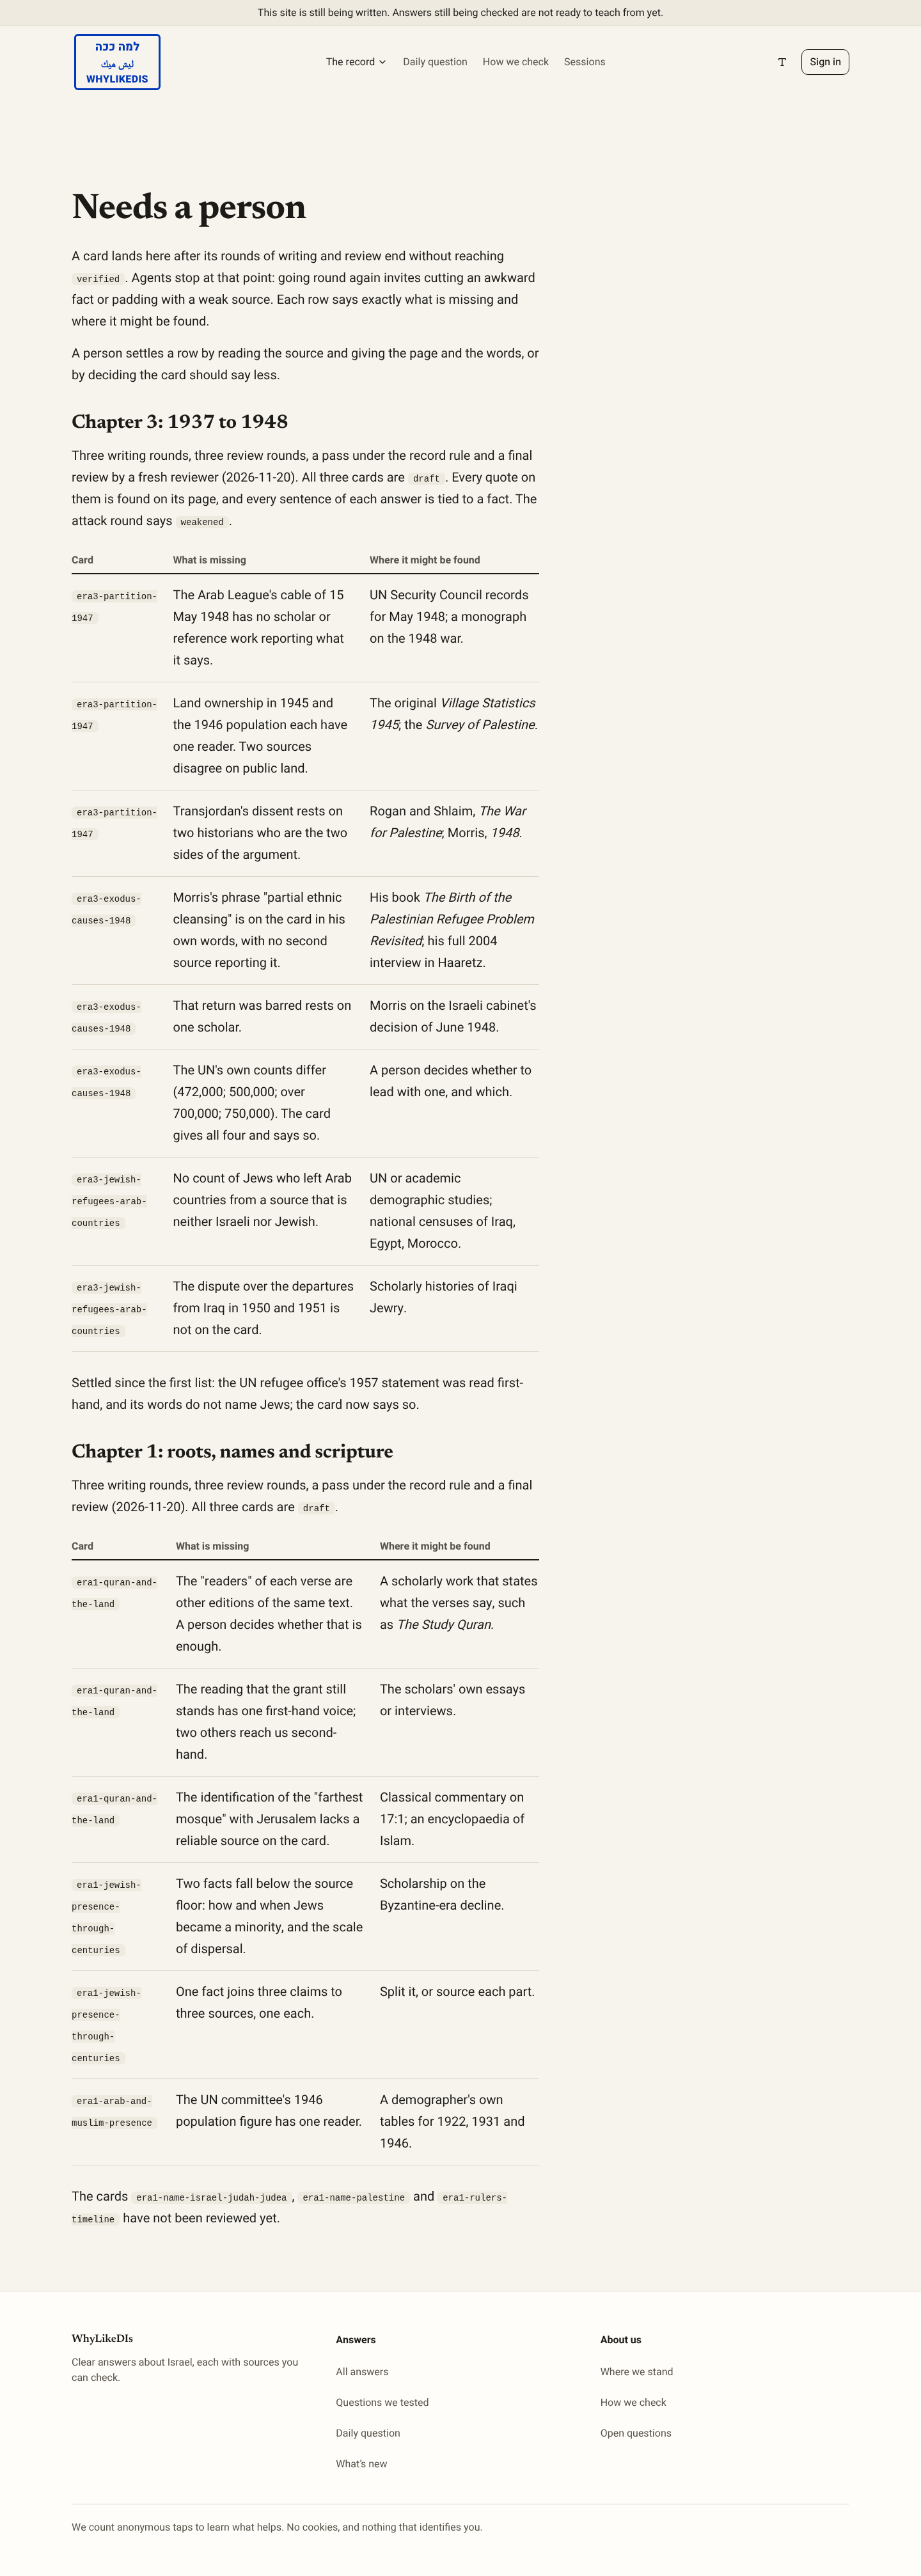 This site is still being written. Answers still being checked are not ready to teach from yet.
למה ככה
ليش هيك
WHYLIKEDIS
The record
Daily question
How we check
Sessions
T
Sign in
Needs a person
A card lands here after its rounds of writing and review end without reaching
verified. Agents stop at that point: going round again invites cutting an awkward
fact or padding with a weak source. Each row says exactly what is missing and
where it might be found.
A person settles a row by reading the source and giving the page and the words, or
by deciding the card should say less.
Chapter 3: 1937 to 1948
Three writing rounds, three review rounds, a pass under the record rule and a final
review by a fresh reviewer (2026-11-20). All three cards are draft. Every quote on
them is found on its page, and every sentence of each answer is tied to a fact. The
attack round says weakened.
Card
What is missing
Where it might be found
era3-partition-
1947
The Arab League's cable of 15
May 1948 has no scholar or
reference work reporting what
it says.
UN Security Council records
for May 1948; a monograph
on the 1948 war.
era3-partition-
1947
Land ownership in 1945 and
the 1946 population each have
one reader. Two sources
disagree on public land.
The original Village Statistics
1945; the Survey of Palestine.
era3-partition-
1947
Transjordan's dissent rests on
two historians who are the two
sides of the argument.
Rogan and Shlaim, The War
for Palestine; Morris, 1948.
era3-exodus-
causes-1948
Morris's phrase "partial ethnic
cleansing" is on the card in his
own words, with no second
source reporting it.
His book The Birth of the
Palestinian Refugee Problem
Revisited; his full 2004
interview in Haaretz.
era3-exodus-
causes-1948
That return was barred rests on
one scholar.
Morris on the Israeli cabinet's
decision of June 1948.
era3-exodus-
causes-1948
The UN's own counts differ
(472,000; 500,000; over
700,000; 750,000). The card
gives all four and says so.
A person decides whether to
lead with one, and which.
era3-jewish-
refugees-arab-
countries
No count of Jews who left Arab
countries from a source that is
neither Israeli nor Jewish.
UN or academic
demographic studies;
national censuses of Iraq,
Egypt, Morocco.
era3-jewish-
refugees-arab-
countries
The dispute over the departures
from Iraq in 1950 and 1951 is
not on the card.
Scholarly histories of Iraqi
Jewry.
Settled since the first list: the UN refugee office's 1957 statement was read first-
hand, and its words do not name Jews; the card now says so.
Chapter 1: roots, names and scripture
Three writing rounds, three review rounds, a pass under the record rule and a final
review (2026-11-20). All three cards are draft.
Card
What is missing
Where it might be found
era1-quran-and-
the-land
The "readers" of each verse are
other editions of the same text.
A person decides whether that is
enough.
A scholarly work that states
what the verses say, such
as The Study Quran.
era1-quran-and-
the-land
The reading that the grant still
stands has one first-hand voice;
two others reach us second-
hand.
The scholars' own essays
or interviews.
era1-quran-and-
the-land
The identification of the "farthest
mosque" with Jerusalem lacks a
reliable source on the card.
Classical commentary on
17:1; an encyclopaedia of
Islam.
era1-jewish-
presence-
through-
centuries
Two facts fall below the source
floor: how and when Jews
became a minority, and the scale
of dispersal.
Scholarship on the
Byzantine-era decline.
era1-jewish-
presence-
through-
centuries
One fact joins three claims to
three sources, one each.
Split it, or source each part.
era1-arab-and-
muslim-presence
The UN committee's 1946
population figure has one reader.
A demographer's own
tables for 1922, 1931 and
1946.
The cards era1-name-israel-judah-judea, era1-name-palestine and era1-rulers-
timeline have not been reviewed yet.
WhyLikeDIs
Clear answers about Israel, each with sources you
can check.
Answers
All answers
Questions we tested
Daily question
What's new
About us
Where we stand
How we check
Open questions
We count anonymous taps to learn what helps. No cookies, and nothing that identifies you.